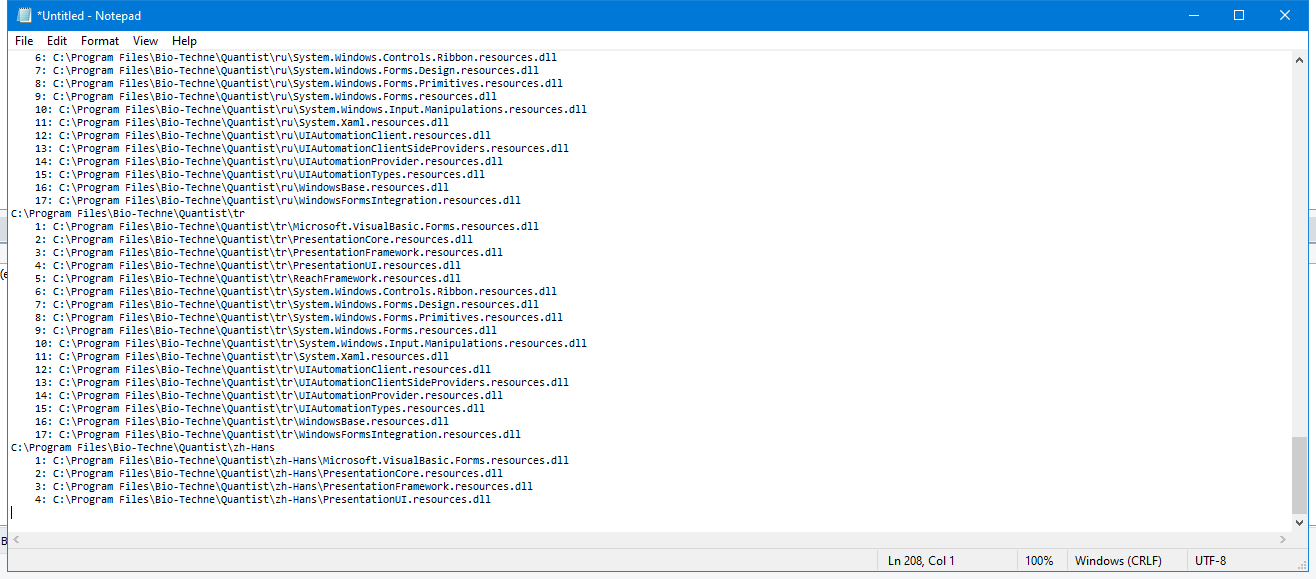 *Untitled - Notepad
File Edit Format View Help
6: C:\Program Files\Bio-Techne\Quantist\ru\System.Windows.Controls.Ribbon.resources.dll
7: C:\Program Files\Bio-Techne\Quantist\ru\System.Windows.Forms.Design.resources.dll
8: C:\Program Files\Bio-Techne\Quantist\ru\System.Windows.Forms.Primitives.resources.dll
9: C:\Program Files\Bio-Techne\Quantist\ru\System.Windows.Forms.resources.dll
10: C:\Program Files\Bio-Techne\Quantist\ru\System.Windows.Input.Manipulations.resources.dll
11: C:\Program Files\Bio-Techne\Quantist\ru\System.Xaml.resources.dll
12: C:\Program Files\Bio-Techne\Quantist\ru\UIAutomationClient.resources.dll
13: C:\Program Files\Bio-Techne\Quantist\ru\UIAutomationClientSideProviders.resources.dll
14: C:\Program Files\Bio-Techne\Quantist\ru\UIAutomationProvider.resources.dll
15: C:\Program Files\Bio-Techne\Quantist\ru\UIAutomationTypes.resources.dll
16: C:\Program Files\Bio-Techne\Quantist\ru\WindowsBase.resources.dll
17: C:\Program Files\Bio-Techne\Quantist\ru\WindowsFormsIntegration.resources.dll
C:\Program Files\Bio-Techne\Quantist\tr
1: C:\Program Files\Bio-Techne\Quantist\tr\Microsoft.VisualBasic.Forms.resources.dll
2: C:\Program Files\Bio-Techne\Quantist\tr\PresentationCore.resources.dll
3: C:\Program Files\Bio-Techne\Quantist\tr\PresentationFramework.resources.dll
4: C:\Program Files\Bio-Techne\Quantist\tr\PresentationUI.resources.dll
5: C:\Program Files\Bio-Techne\Quantist\tr\ReachFramework.resources.dll
6: C:\Program Files\Bio-Techne\Quantist\tr\System.Windows.Controls.Ribbon.resources.dll
7: C:\Program Files\Bio-Techne\Quantist\tr\System.Windows.Forms.Design.resources.dll
8: C:\Program Files\Bio-Techne\Quantist\tr\System.Windows.Forms.Primitives.resources.dll
9: C:\Program Files\Bio-Techne\Quantist\tr\System.Windows.Forms.resources.dll
10: C:\Program Files\Bio-Techne\Quantist\tr\System.Windows.Input.Manipulations.resources.dll
11: C:\Program Files\Bio-Techne\Quantist\tr\System.Xaml.resources.dll
12: C:\Program Files\Bio-Techne\Quantist\tr\UIAutomationClient.resources.dll
13: C:\Program Files\Bio-Techne\Quantist\tr\UIAutomationClientSideProviders.resources.dll
14: C:\Program Files\Bio-Techne\Quantist\tr\UIAutomationProvider.resources.dll
15: C:\Program Files\Bio-Techne\Quantist\tr\UIAutomationTypes.resources.dll
16: C:\Program Files\Bio-Techne\Quantist\tr\WindowsBase.resources.dll
17: C:\Program Files\Bio-Techne\Quantist\tr\WindowsFormsIntegration.resources.dll
C:\Program Files\Bio-Techne\Quantist\zh-Hans
1: C:\Program Files\Bio-Techne\Quantist\zh-Hans\Microsoft.VisualBasic.Forms.resources.dll
2: C:\Program Files\Bio-Techne\Quantist\zh-Hans\PresentationCore.resources.dll
3: C:\Program Files\Bio-Techne\Quantist\zh-Hans\PresentationFramework.resources.dll
4: C:\Program Files\Bio-Techne\Quantist\zh-Hans\PresentationUI.resources.dll
Ln 208, Col 1 100% Windows (CRLF) UTF-8